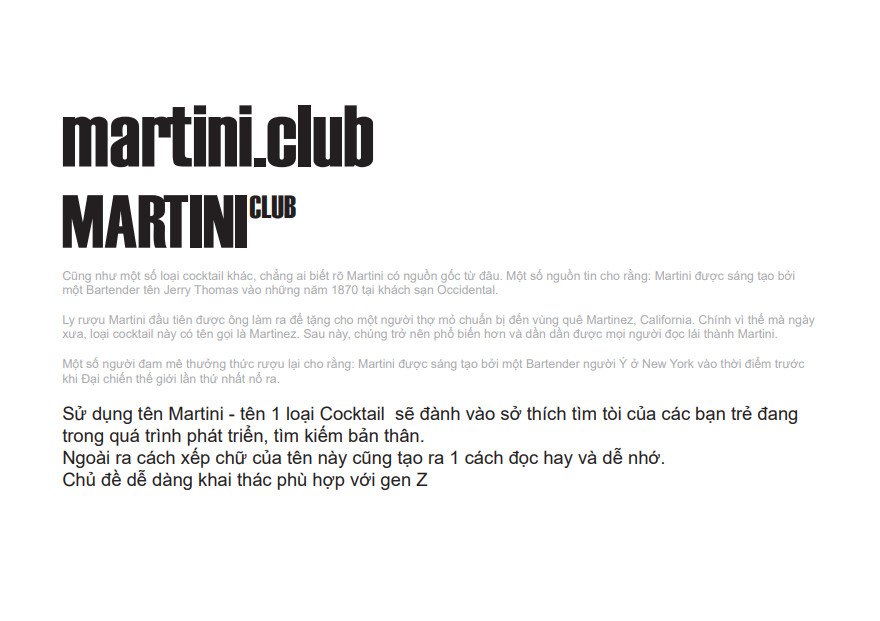 martini.club
MARTINI CLUB
Cũng như một số loại cocktail khác, chẳng ai biết rõ Martini có nguồn gốc từ đâu. Một số nguồn tin cho rằng: Martini được sáng tạo bởi
một Bartender tên Jerry Thomas vào những năm 1870 tại khách sạn Occidental.
Ly rượu Martini đầu tiên được ông làm ra để tặng cho một người thợ mỏ chuẩn bị đến vùng quê Martinez, California. Chính vì thế mà ngày
xưa, loại cocktail này có tên gọi là Martinez. Sau này, chúng trở nên phổ biến hơn và dần dần được mọi người đọc lái thành Martini.
Một số người đam mê thưởng thức rượu lại cho rằng: Martini được sáng tạo bởi một Bartender người Ý ở New York vào thời điểm trước
khi Đại chiến thế giới lần thứ nhất nổ ra.
Sử dụng tên Martini - tên 1 loại Cocktail sẽ đành vào sở thích tìm tòi của các bạn trẻ đang
trong quá trình phát triển, tìm kiếm bản thân.
Ngoài ra cách xếp chữ của tên này cũng tạo ra 1 cách đọc hay và dễ nhớ.
Chủ đề dễ dàng khai thác phù hợp với gen Z